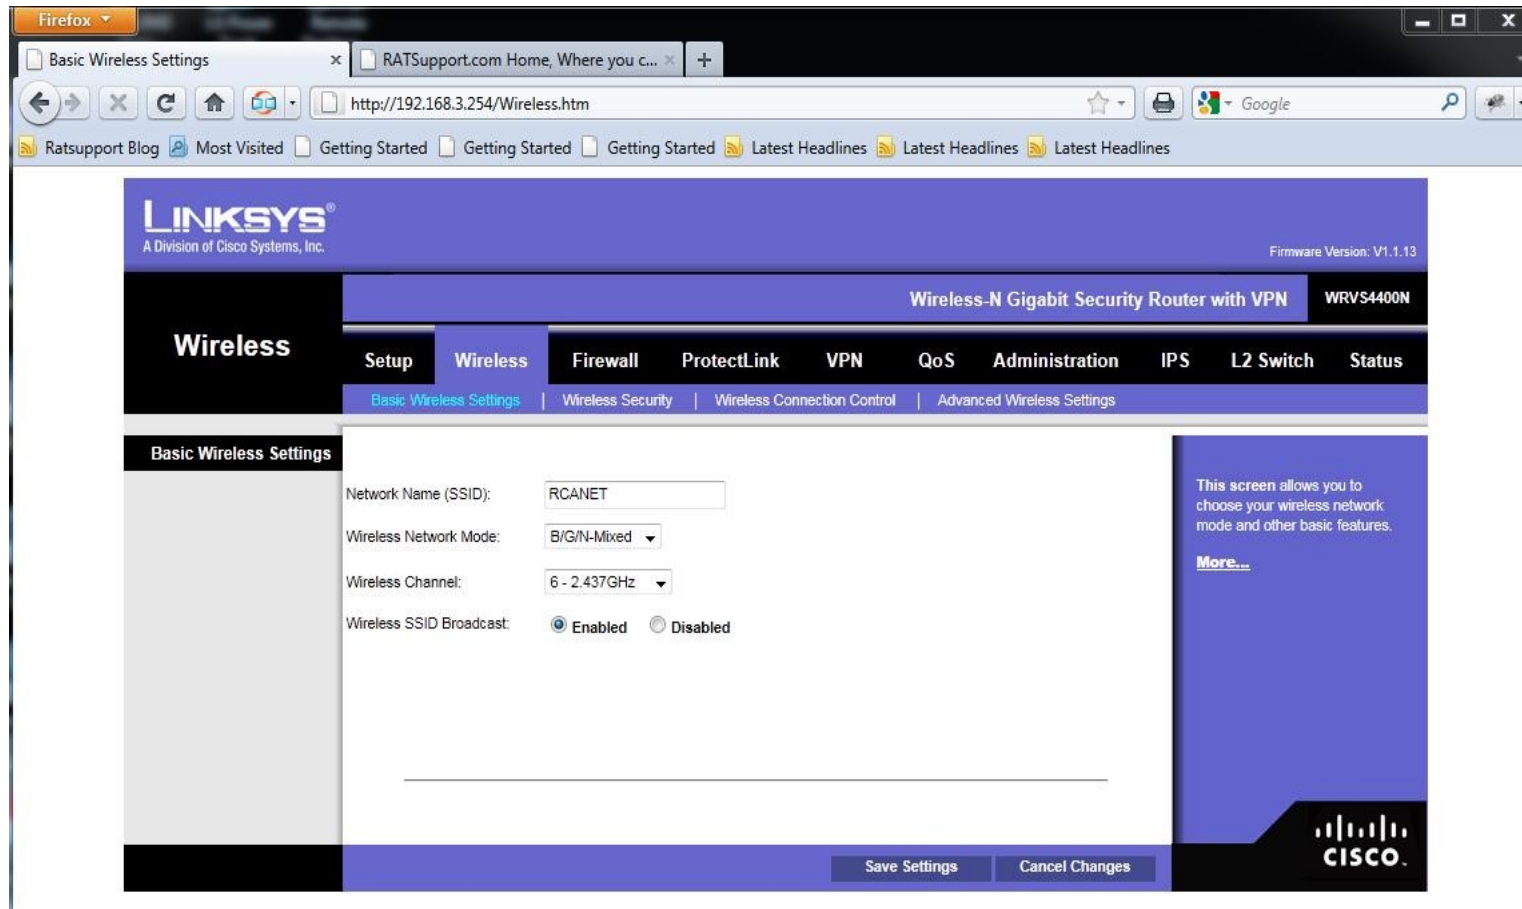 Firefox
Basic Wireless Settings x RATSupport.com Home, Where you c... x +
http://192.168.3.254/Wireless.htm Google
Ratsupport Blog Most Visited Getting Started Getting Started Getting Started Latest Headlines Latest Headlines Latest Headlines
LINKSYS®
A Division of Cisco Systems, Inc.
Firmware Version: V1.1.13
Wireless-N Gigabit Security Router with VPN WRVS4400N
Wireless
Setup Wireless Firewall ProtectLink VPN QoS Administration IPS L2 Switch Status
Basic Wireless Settings | Wireless Security | Wireless Connection Control | Advanced Wireless Settings
Basic Wireless Settings
Network Name (SSID): RCANET
Wireless Network Mode: B/G/N-Mixed
Wireless Channel: 6 - 2.437GHz
Wireless SSID Broadcast: Enabled Disabled
This screen allows you to
choose your wireless network
mode and other basic features.
More...
Save Settings Cancel Changes
CISCO.